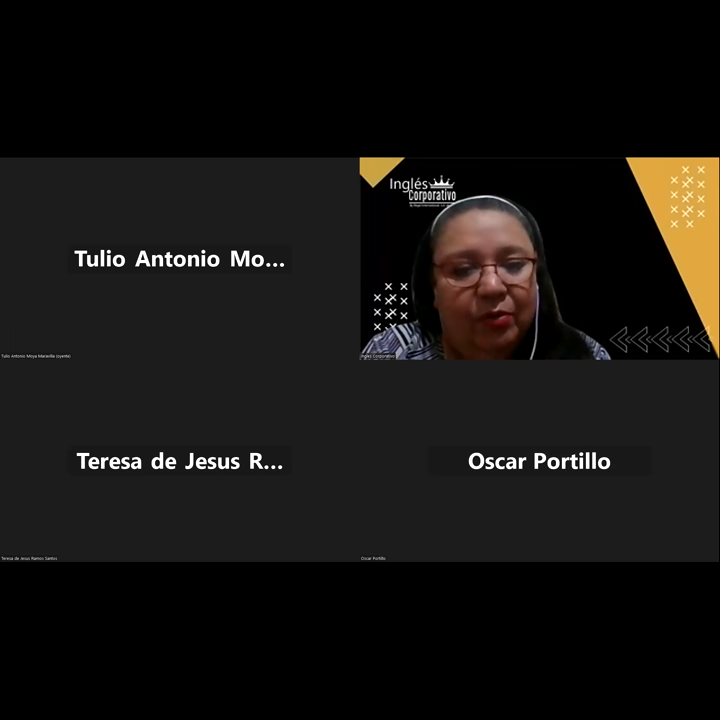 Inglés
Corporativo
Tulio Antonio Mo...
Tulio Antonio Moya Maravilla (oyente)
Inglés Corporativo
Teresa de Jesus R...
Oscar Portillo
Teresa de Jesus Ramos Santos
Oscar Portillo